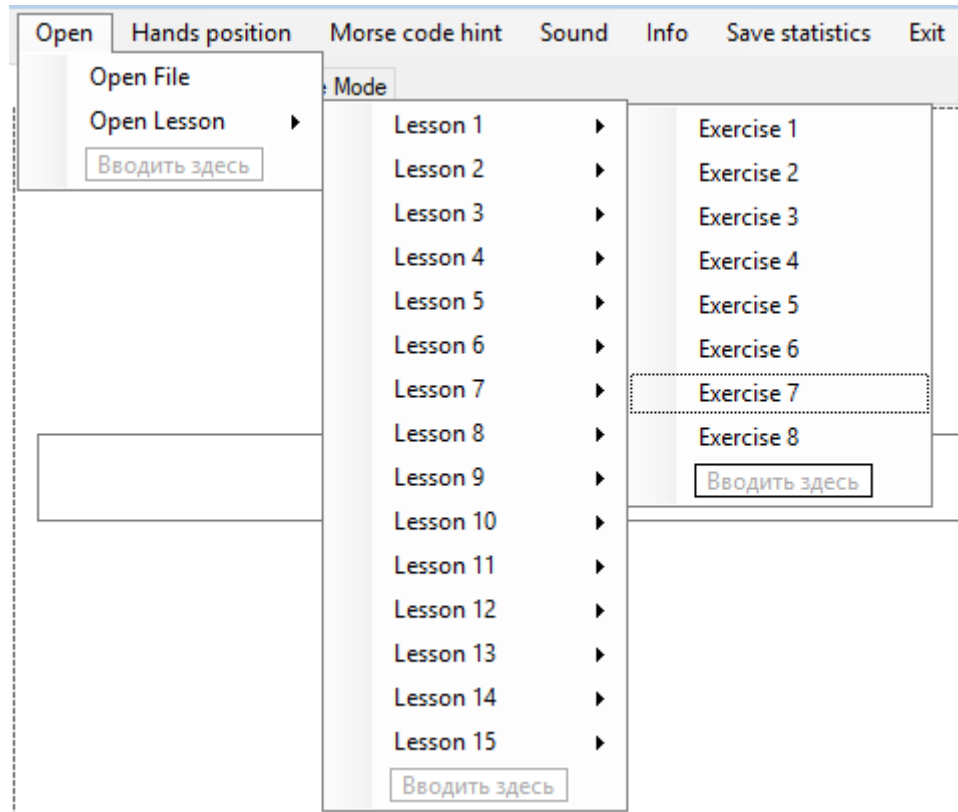 Open Hands position Morse code hint Sound Info Save statistics Exit
Open File
Open Lesson
Вводить здесь
Mode
Lesson 1
Lesson 2
Lesson 3
Lesson 4
Lesson 5
Lesson 6
Lesson 7
Lesson 8
Lesson 9
Lesson 10
Lesson 11
Lesson 12
Lesson 13
Lesson 14
Lesson 15
Вводить здесь
Exercise 1
Exercise 2
Exercise 3
Exercise 4
Exercise 5
Exercise 6
Exercise 7
Exercise 8
Вводить здесь